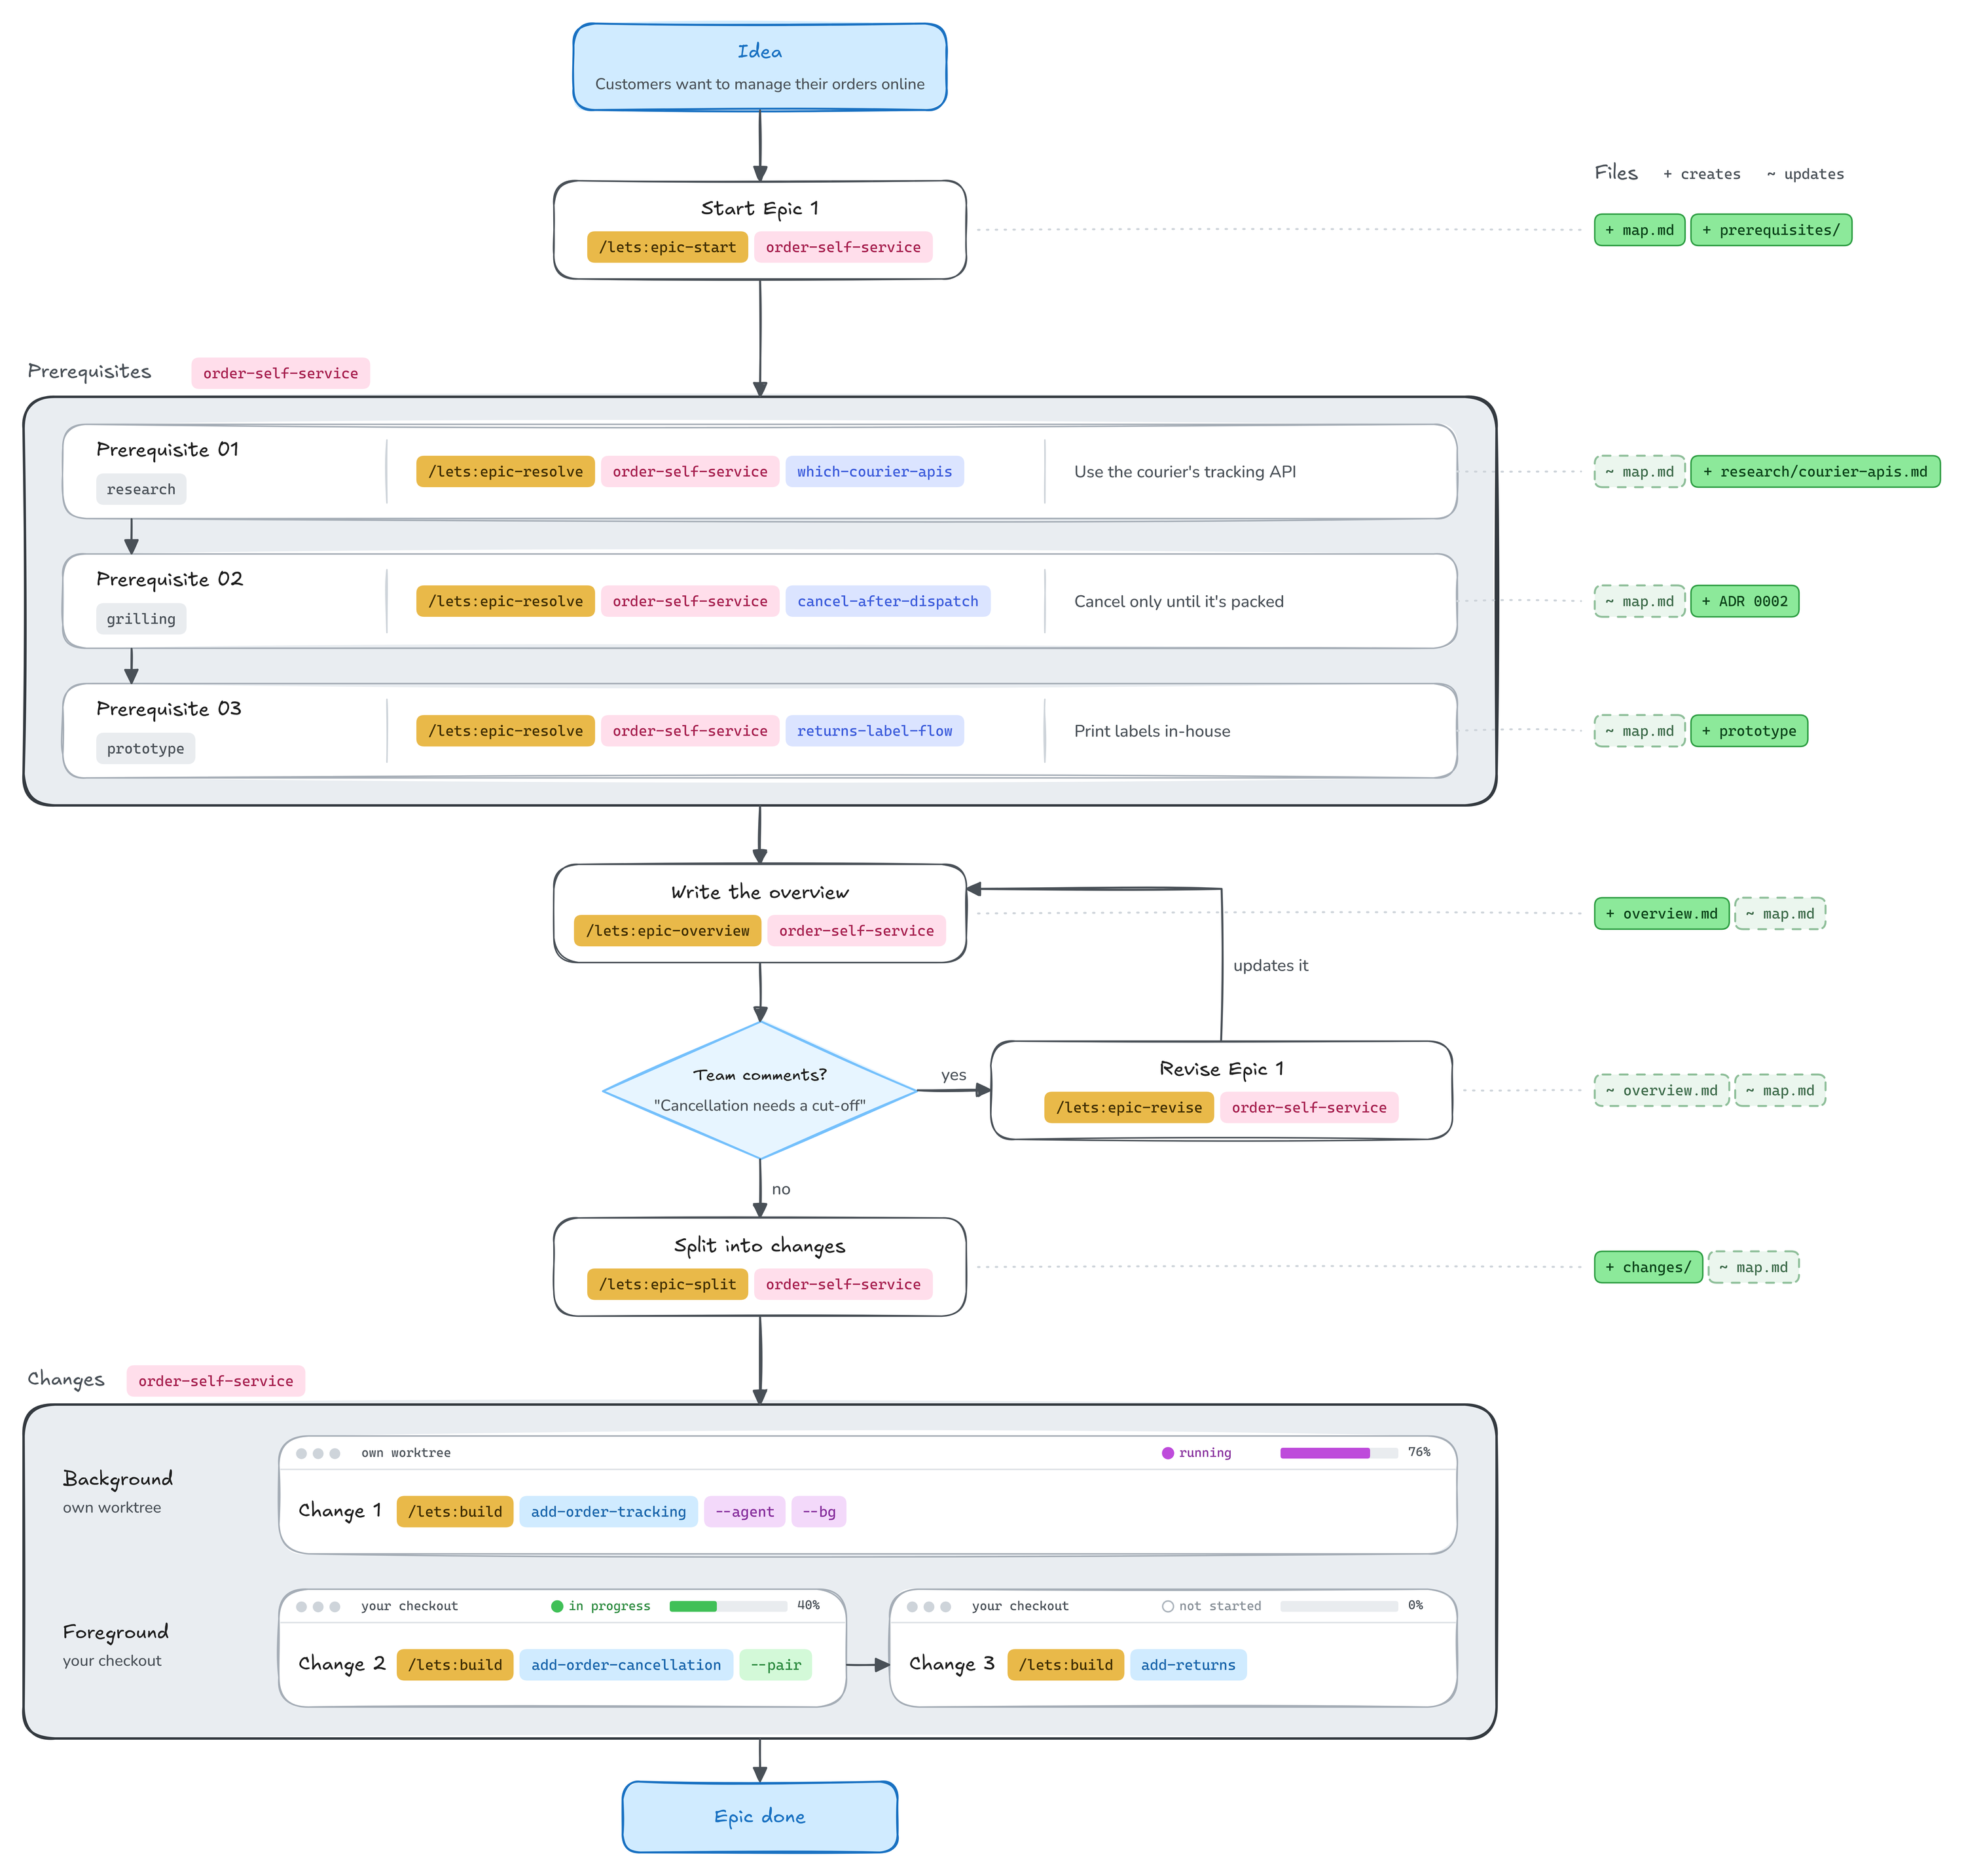 Idea
Customers want to manage their orders online
Files + creates ~ updates
Start Epic 1
/lets:epic-start order-self-service
+ map.md + prerequisites/
Prerequisites order-self-service
Prerequisite 01
research
/lets:epic-resolve order-self-service which-courier-apis
Use the courier's tracking API
~ map.md + research/courier-apis.md
Prerequisite 02
grilling
/lets:epic-resolve order-self-service cancel-after-dispatch
Cancel only until it's packed
~ map.md + ADR 0002
Prerequisite 03
prototype
/lets:epic-resolve order-self-service returns-label-flow
Print labels in-house
~ map.md + prototype
Write the overview
/lets:epic-overview order-self-service
+ overview.md ~ map.md
updates it
Team comments?
"Cancellation needs a cut-off"
yes
Revise Epic 1
/lets:epic-revise order-self-service
~ overview.md ~ map.md
no
Split into changes
/lets:epic-split order-self-service
+ changes/ ~ map.md
Changes order-self-service
Background
own worktree
own worktree running 76%
Change 1 /lets:build add-order-tracking --agent --bg
Foreground
your checkout
your checkout in progress 40%
Change 2 /lets:build add-order-cancellation --pair
your checkout not started 0%
Change 3 /lets:build add-returns
Epic done